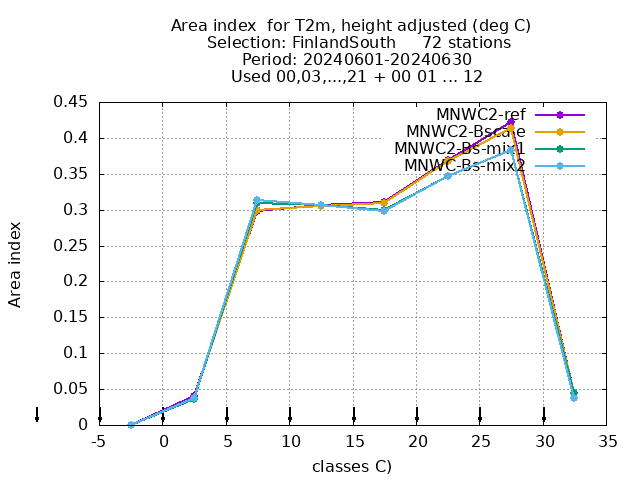 Area index  for T2m, height adjusted (deg C)
Selection: FinlandSouth     72 stations
Period: 20240601-20240630
Used 00,03,...,21 + 00 01 ... 12
MNWC2-ref
MNWC2-Bscale
MNWC2-Bs-mix1
MNWC-Bs-mix2
Area index
0.45
0.4
0.35
0.3
0.25
0.2
0.15
0.1
0.05
0
-5 0 5 10 15 20 25 30 35
classes C)